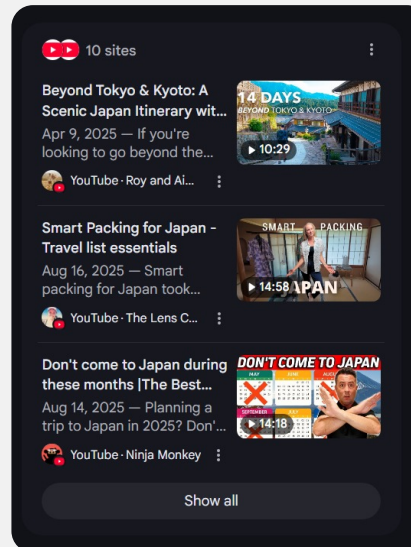 10 sites
Beyond Tokyo & Kyoto: A
Scenic Japan Itinerary wit...
Apr 9, 2025 — If you're
looking to go beyond the...
YouTube · Roy and Ai...
14 DAYS
BEYOND TOKYO & KYOTO
10:29
Smart Packing for Japan -
Travel list essentials
Aug 16, 2025 — Smart
packing for Japan took...
YouTube · The Lens C...
SMART PACKING
14:58
APAN
Don't come to Japan during
these months |The Best...
Aug 14, 2025 — Planning a
trip to Japan in 2025? Don'...
YouTube · Ninja Monkey
DON'T COME TO JAPAN
MAY
JUNE
SEPTEMBER
14:18
Show all